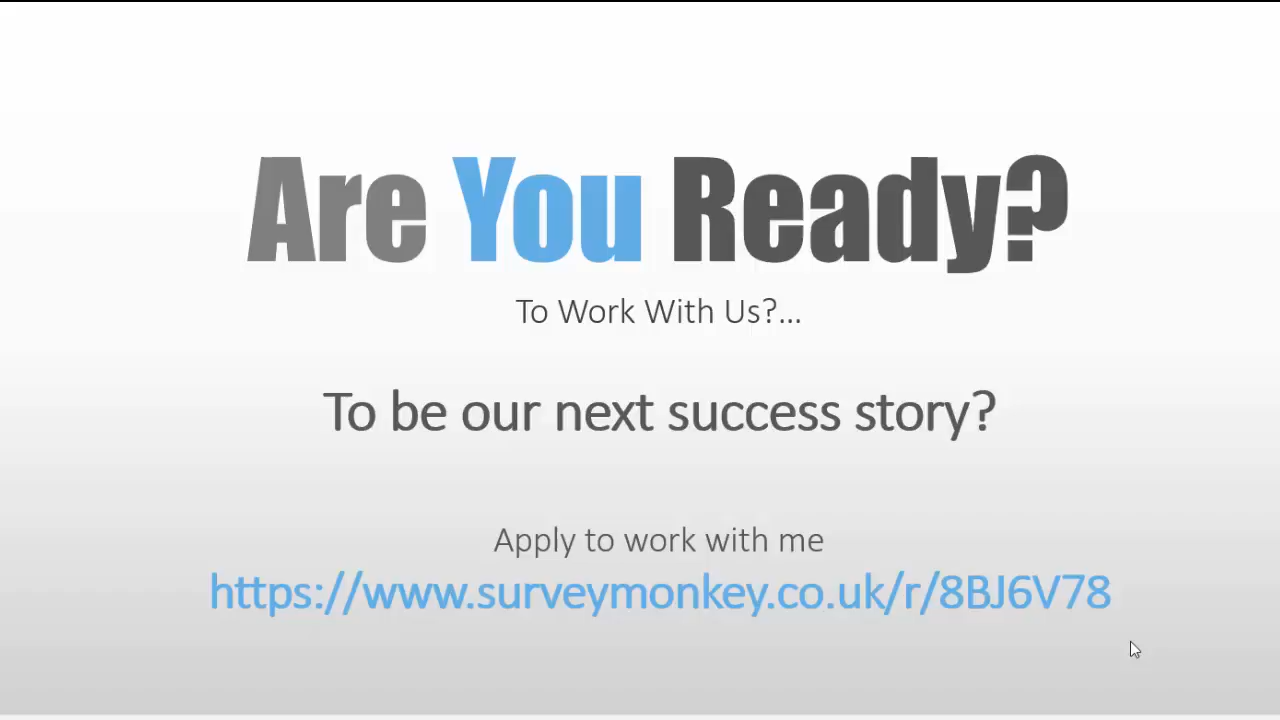 Are You Ready?
To Work With Us?...
To be our next success story?
Apply to work with me
https://www.surveymonkey.co.uk/r/8BJ6V78